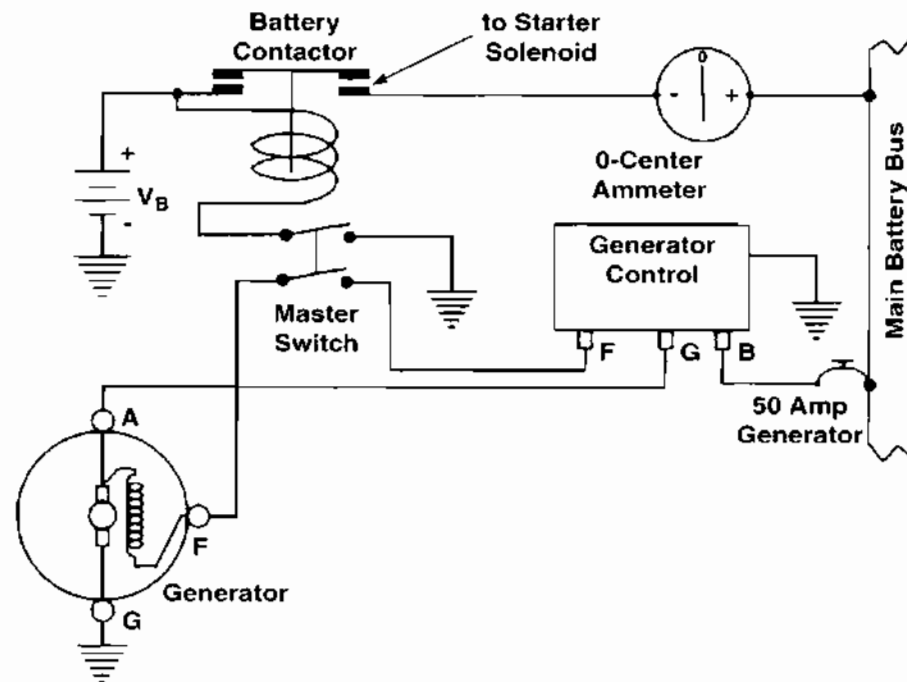 Battery
Contactor
to Starter
Solenoid
0
- +
+
VB
-
0-Center
Ammeter
Main Battery Bus
Generator
Control
Master
Switch
F G B
50 Amp
Generator
A
F
Generator
G